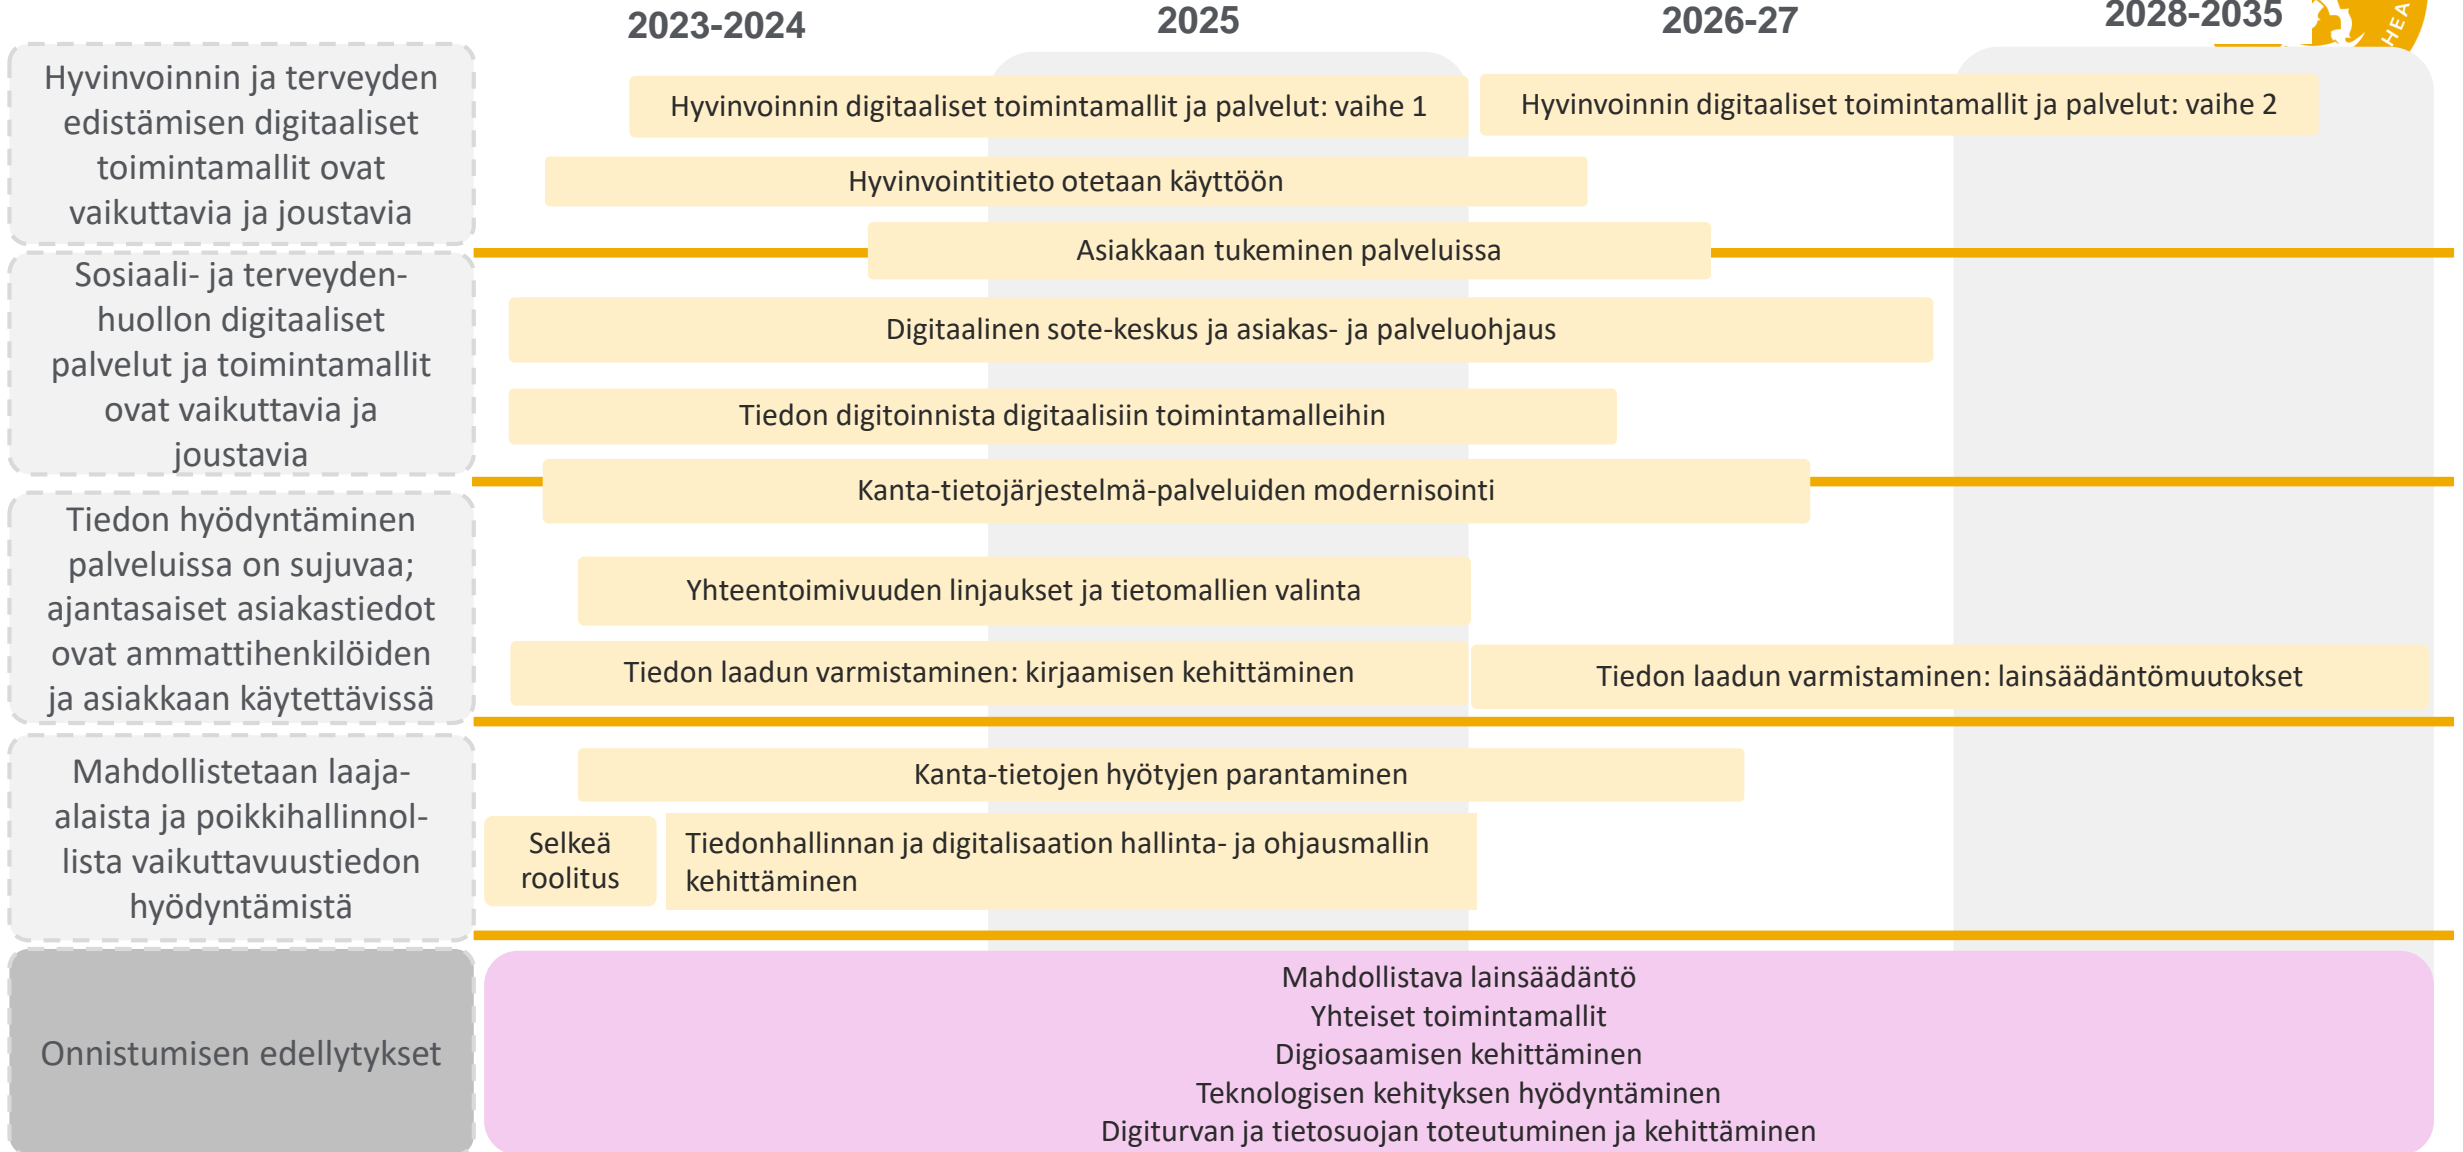 2023-2024
2025
2026-27
2028-2035
HEA
Hyvinvoinnin ja terveyden
edistämisen digitaaliset
toimintamallit ovat
vaikuttavia ja joustavia
Hyvinvoinnin digitaaliset toimintamallit ja palvelut: vaihe 1
Hyvinvoinnin digitaaliset toimintamallit ja palvelut: vaihe 2
Hyvinvointitieto otetaan käyttöön
Asiakkaan tukeminen palveluissa
Sosiaali- ja terveyden-
huollon digitaaliset
palvelut ja toimintamallit
ovat vaikuttavia ja
joustavia
Digitaalinen sote-keskus ja asiakas- ja palveluohjaus
Tiedon digitoinnista digitaalisiin toimintamalleihin
Kanta-tietojärjestelmä-palveluiden modernisointi
Tiedon hyödyntäminen
palveluissa on sujuvaa;
ajantasaiset asiakastiedot
ovat ammattihenkilöiden
ja asiakkaan käytettävissä
Yhteentoimivuuden linjaukset ja tietomallien valinta
Tiedon laadun varmistaminen: kirjaamisen kehittäminen
Tiedon laadun varmistaminen: lainsäädäntömuutokset
Mahdollistetaan laaja-
alaista ja poikkihallinnol-
lista vaikuttavuustiedon
hyödyntämistä
Kanta-tietojen hyötyjen parantaminen
Selkeä
roolitus
Tiedonhallinnan ja digitalisaation hallinta- ja ohjausmallin
kehittäminen
Onnistumisen edellytykset
Mahdollistava lainsäädäntö
Yhteiset toimintamallit
Digiosaamisen kehittäminen
Teknologisen kehityksen hyödyntäminen
Digiturvan ja tietosuojan toteutuminen ja kehittäminen